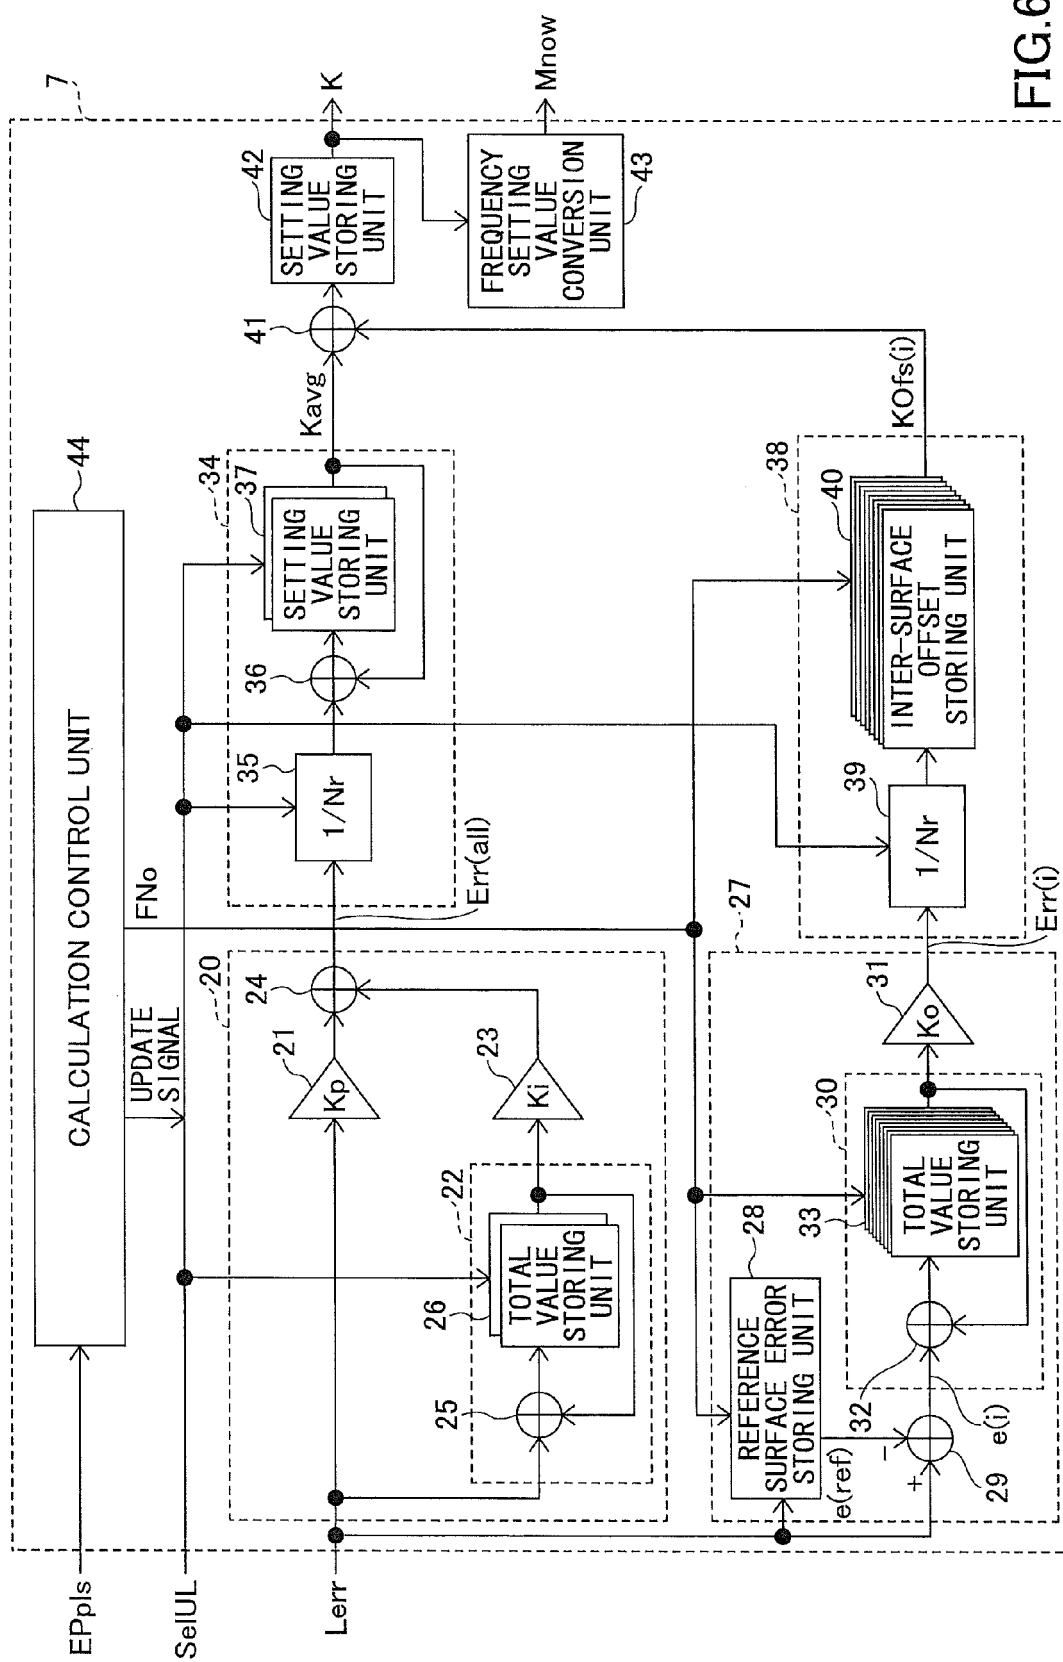 FIG.6
7
EPpls
SelUL
Lerr
CALCULATION CONTROL UNIT
44
UPDATE
SIGNAL
FNo
20
21
Kp
24
22
25
26
TOTAL
VALUE
STORING
UNIT
23
Ki
Err(all)
34
35
1/Nr
36
37
SETTING
VALUE
STORING
UNIT
Kavg
41
42
SETTING
VALUE
STORING
UNIT
K
FREQUENCY
SETTING
VALUE
CONVERSION
UNIT
43
Mnow
27
28
REFERENCE
SURFACE ERROR
STORING UNIT
e(ref)
-
+
29
e(i)
30
32
33
TOTAL
VALUE
STORING
UNIT
31
Ko
Err(i)
38
39
1/Nr
40
INTER-SURFACE
OFFSET
STORING UNIT
KOfs(i)